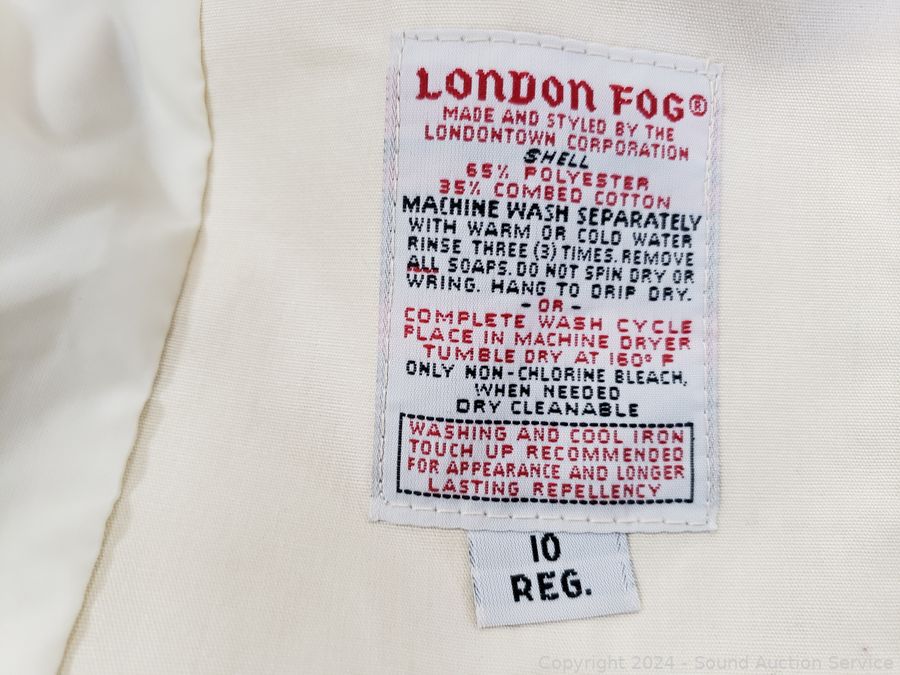 LONDON FOG®
MADE AND STYLED BY THE
LONDONTOWN CORPORATION
SHELL
65% POLYESTER
35% COMBED COTTON
MACHINE WASH SEPARATELY
WITH WARM OR COLD WATER
RINSE THREE (3) TIMES. REMOVE
ALL SOAPS. DO NOT SPIN DRY OR
WRING. HANG TO DRIP DRY.
- OR -
COMPLETE WASH CYCLE
PLACE IN MACHINE DRYER
TUMBLE DRY AT 160° F
ONLY NON-CHLORINE BLEACH,
WHEN NEEDED
DRY CLEANABLE
WASHING AND COOL IRON
TOUCH UP RECOMMENDED
FOR APPEARANCE AND LONGER
LASTING REPELLENCY
10
REG.
Copyright 2024 - Sound Auction Service